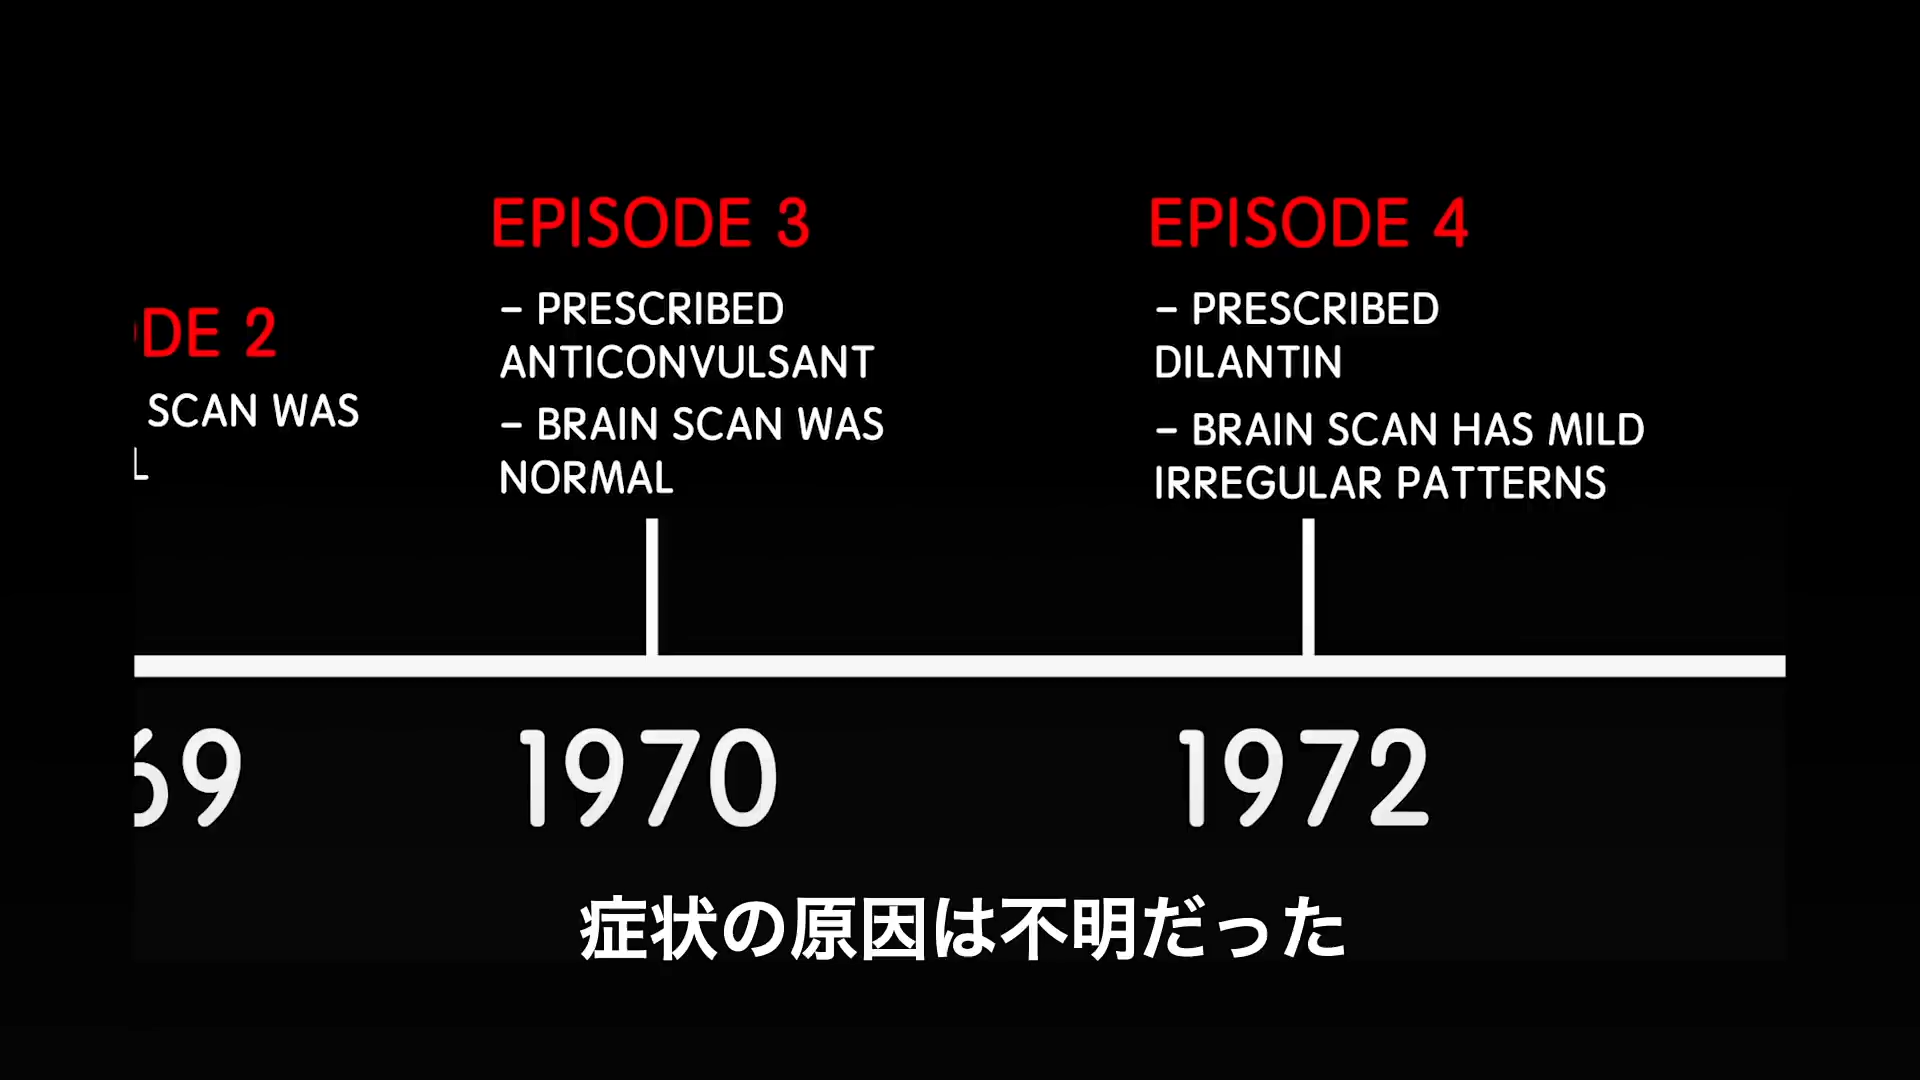 DE 2
SCAN WAS
L
69
EPISODE 3
– PRESCRIBED
ANTICONVULSANT
– BRAIN SCAN WAS
NORMAL
1970
EPISODE 4
– PRESCRIBED
DILANTIN
– BRAIN SCAN HAS MILD
IRREGULAR PATTERNS
1972
症状の原因は不明だった